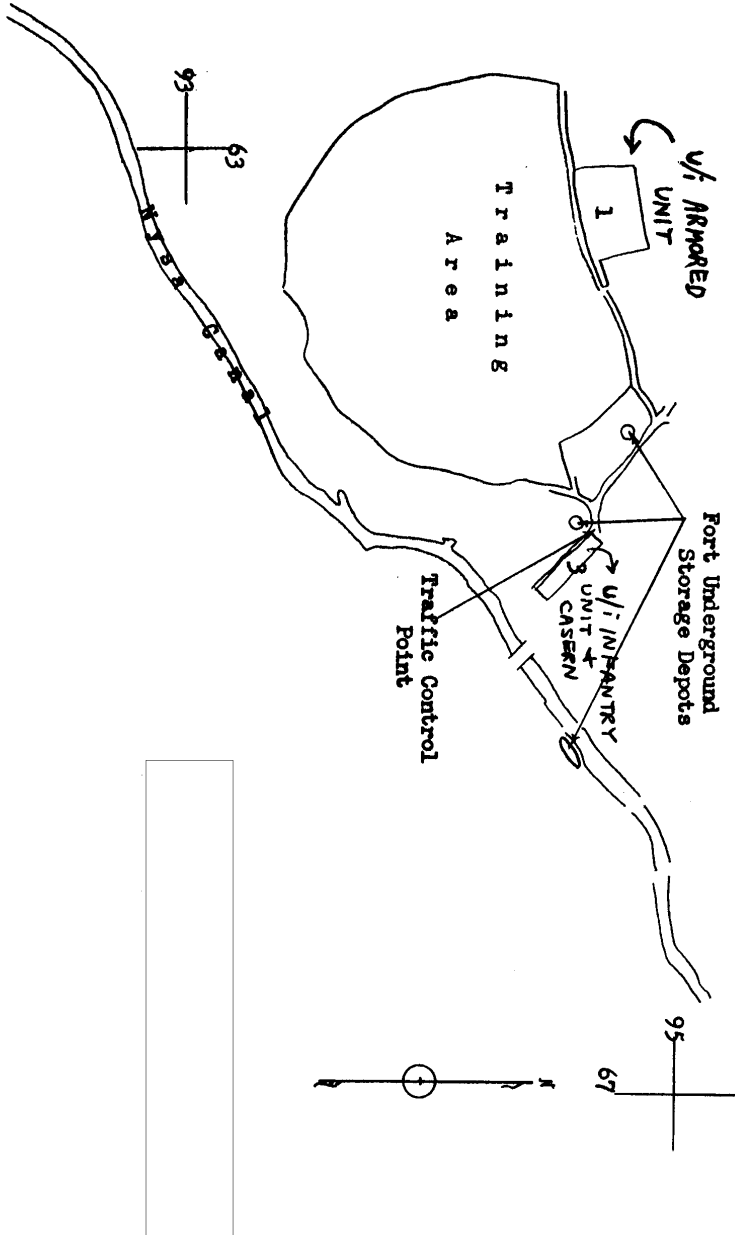 93
63
u/i ARMORED
UNIT
1
Training
Area
Nysa Canal
Fort Underground
Storage Depots
3
u/i INFANTRY
UNIT +
CASERN
Traffic Control
Point
95
67
N